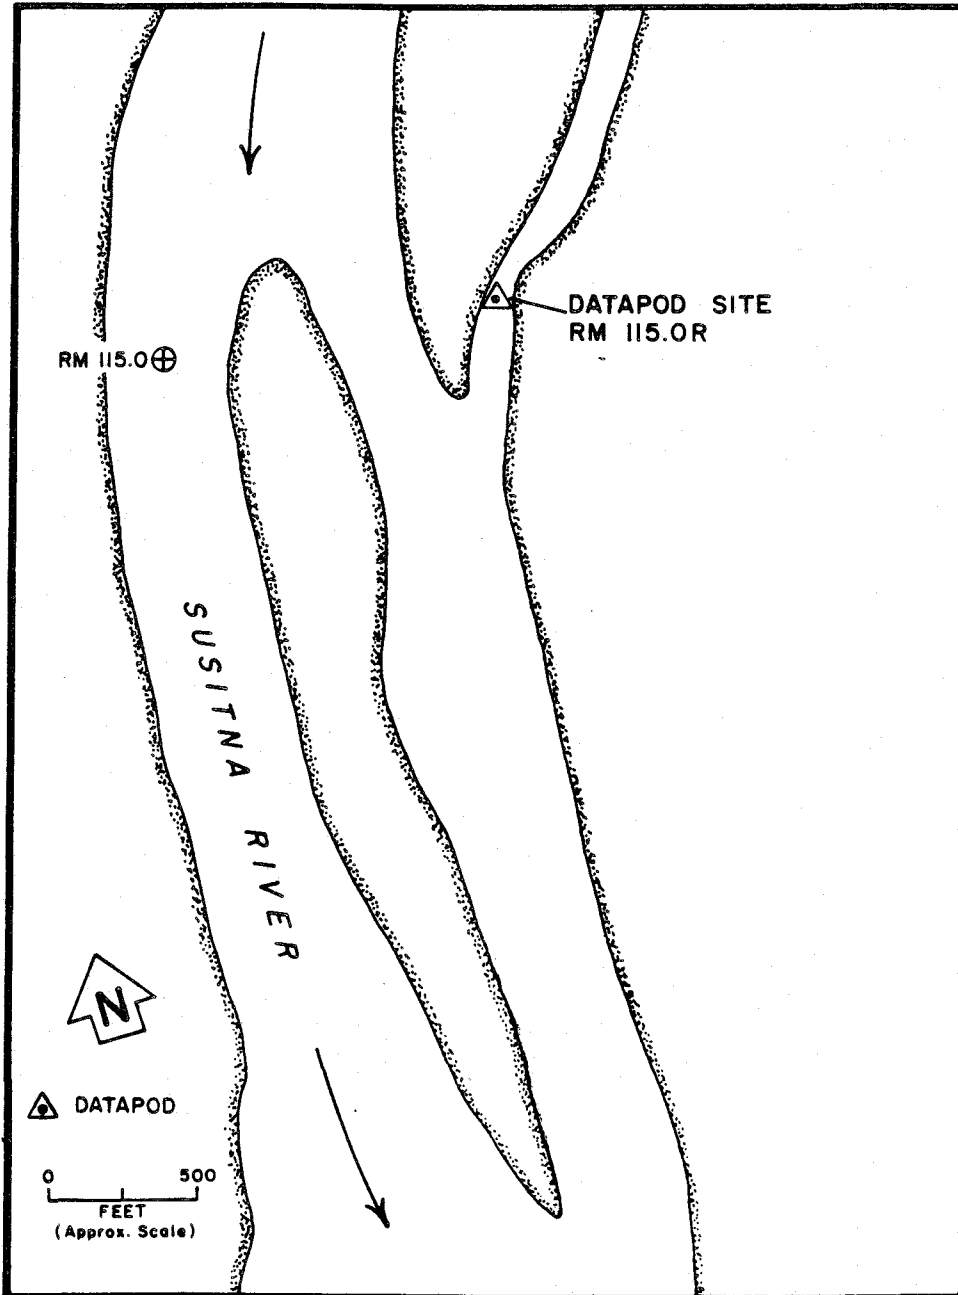 DATAPOD SITE
RM 115.0R
RM 115.0
SUSITNA RIVER
N
DATAPOD
0 500
FEET
(Approx. Scale)